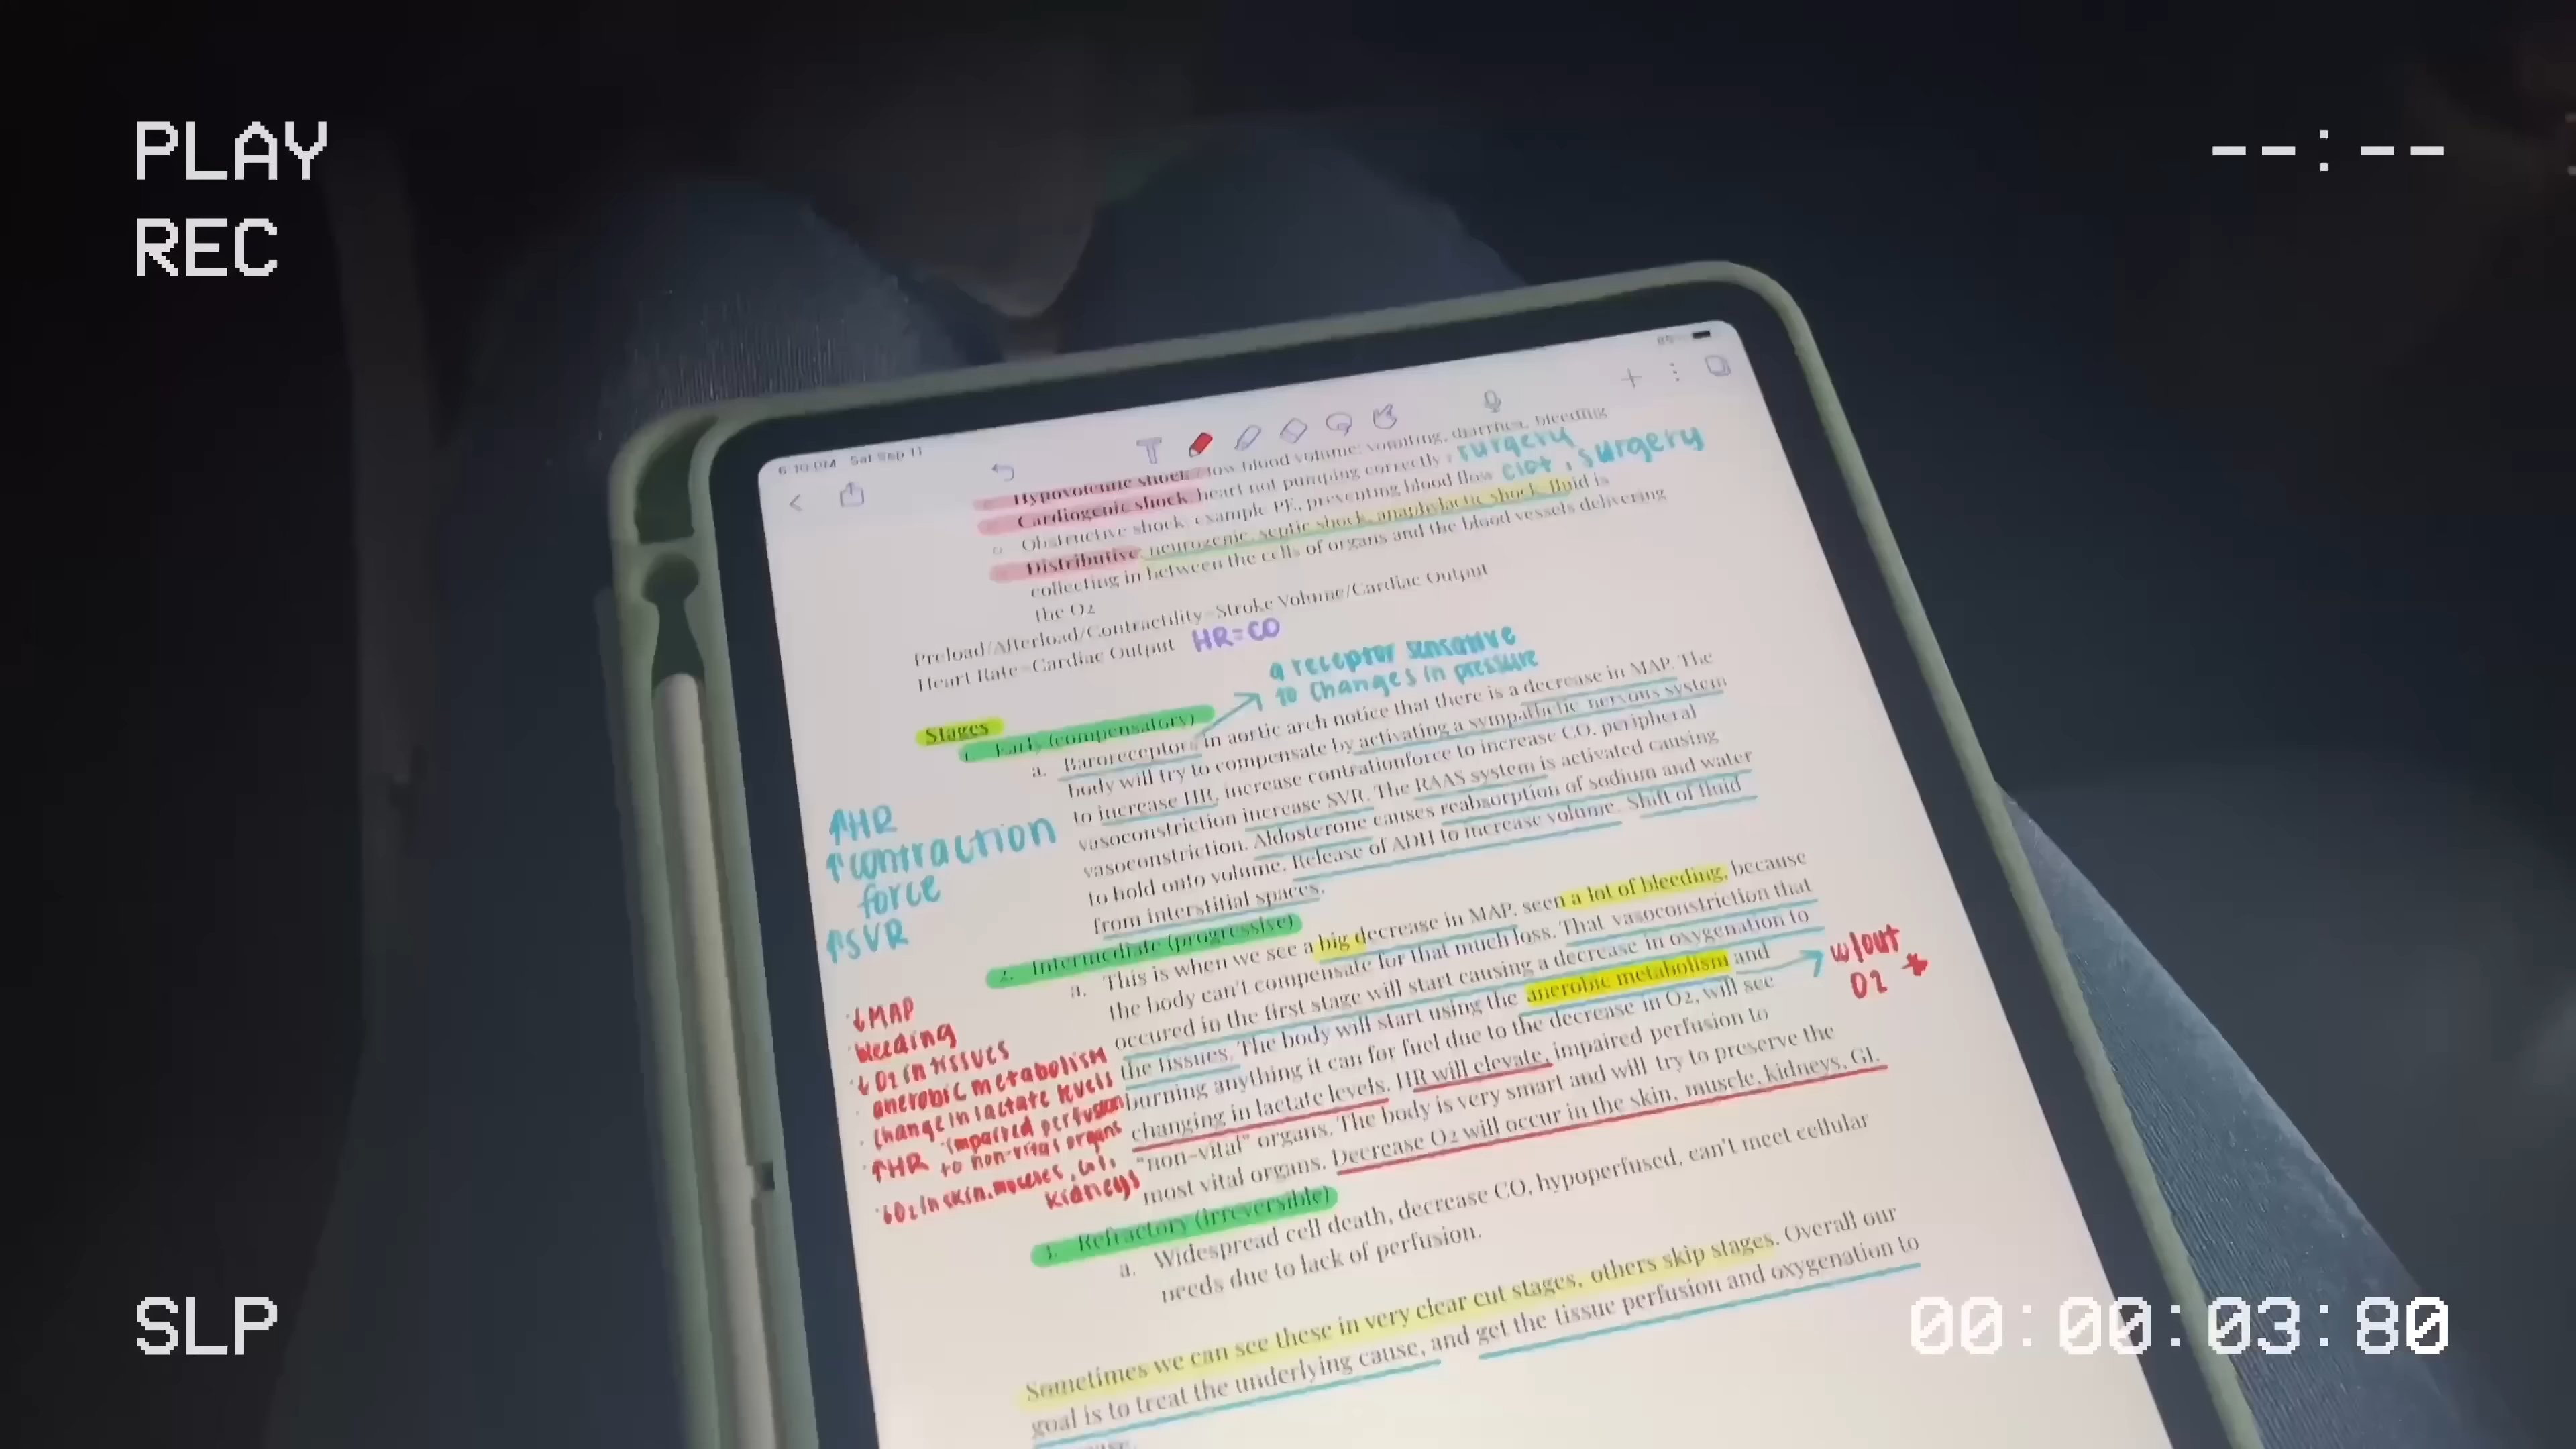 PLAY
REC
--:--
6:10 PM Sat Sep 11
Hypovolemic shock: low blood volume: vomiting, diarrhea, bleeding
Cardiogenic shock: heart not pumping correctly: surgery
Obstructive shock: example PE, preventing blood flow clot, surgery
Distributive: neurogenic, septic shock, anaphylactic shock, fluid is
collecting in between the cells of organs and the blood vessels delivering
the O2
Preload/Afterload/Contractility=Stroke Volume/Cardiac Output
Heart Rate=Cardiac Output HR=CO
a receptor sensative
to changes in pressure
Stages
1. Early (compensatory)
a. Baroreceptors in aortic arch notice that there is a decrease in MAP. The
body will try to compensate by activating a sympathetic nervous system
to increase HR, increase contrationforce to increase CO, peripheral
vasoconstriction increase SVR. The RAAS system is activated causing
vasoconstriction. Aldosterone causes reabsorption of sodium and water
to hold onto volume. Release of ADH to increase volume. Shift of fluid
from interstitial spaces.
↑HR
↑contraction
force
↑SVR
2. Intermediate (progressive)
a. This is when we see a big decrease in MAP, seen a lot of bleeding, because
the body can't compensate for that much loss. That vasoconstriction that
occured in the first stage will start causing a decrease in oxygenation to
the tissues. The body will start using the anerobic metabolism and
burning anything it can for fuel due to the decrease in O2, will see
changing in lactate levels. HR will elevate, impaired perfusion to
"non-vital" organs. The body is very smart and will try to preserve the
most vital organs. Decrease O2 will occur in the skin, muscle, kidneys, GI.
w/out
O2 *
·↓MAP
·bleeding
·↓O2 in tissues
·anerobic metabolism
·change in lactate levels
·impaired perfusion
·↑HR to non-vital organs
·↓O2 in skin, muscles, GI,
kidneys
3. Refractory (irreversible)
a. Widespread cell death, decrease CO, hypoperfused, can't meet cellular
needs due to lack of perfusion.
Sometimes we can see these in very clear cut stages, others skip stages. Overall our
goal is to treat the underlying cause, and get the tissue perfusion and oxygenation to
SLP
00:00:03:80